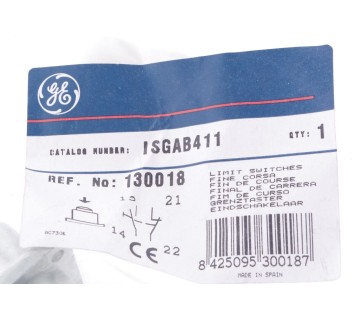 GE
CATALOG NUMBER: ISGAB411
QTY: 1
REF. No: 130018
LIMIT SWITCHES
FINE CORSA
FIN DE COURSE
FINAL DE CARRERA
FIM DE CURSO
GRENZTASTER
EINDSCHAKELAAR
13 21
14 22
CE
8 425095 300187
MADE IN SPAIN